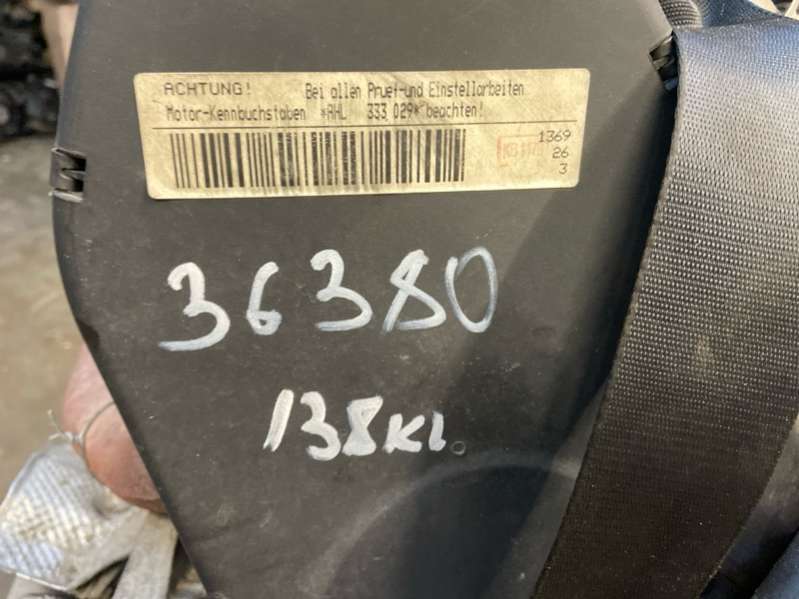 ACHTUNG! Bei allen Pruef-und Einstellarbeiten
Motor-Kennbuchstaben *AHL 333 029* beachten!
1369
26
3
36380
138KL.